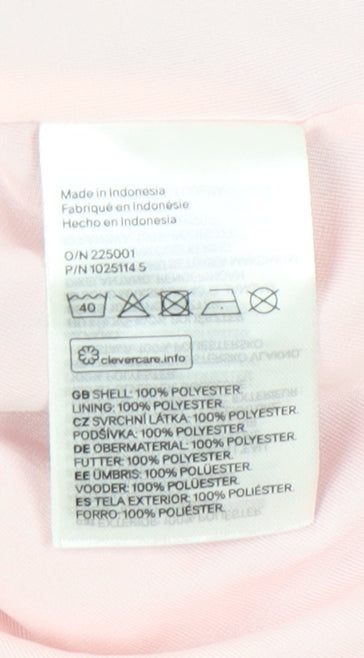 Made in Indonesia
Fabriqué en Indonésie
Hecho en Indonesia
O/N 225001
P/N 1025114 5
40
clevercare.info
GB SHELL: 100% POLYESTER.
LINING: 100% POLYESTER.
CZ SVRCHNÍ LÁTKA: 100% POLYESTER.
PODŠÍVKA: 100% POLYESTER.
DE OBERMATERIAL: 100% POLYESTER.
FUTTER: 100% POLYESTER.
EE ÜMBRIS: 100% POLÜESTER.
VOODER: 100% POLÜESTER.
ES TELA EXTERIOR: 100% POLIÉSTER.
FORRO: 100% POLIÉSTER.